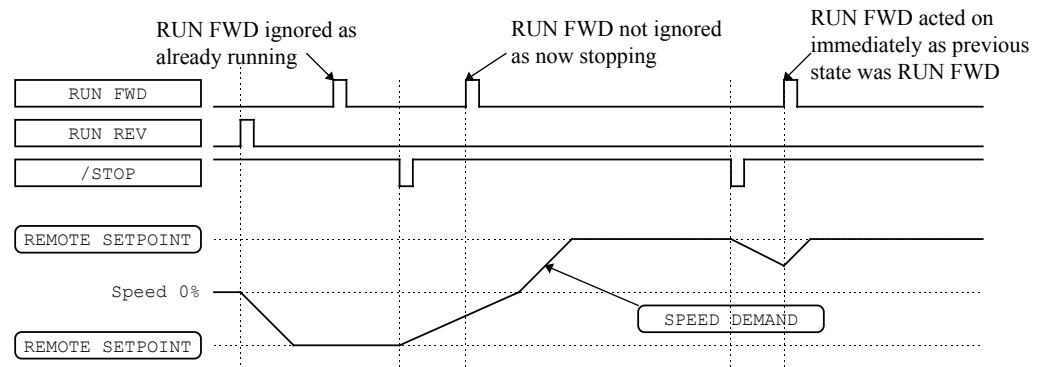 RUN FWD ignored as
already running
RUN FWD not ignored
as now stopping
RUN FWD acted on
immediately as previous
state was RUN FWD
RUN FWD
RUN REV
/STOP
REMOTE SETPOINT
Speed 0%
SPEED DEMAND
REMOTE SETPOINT